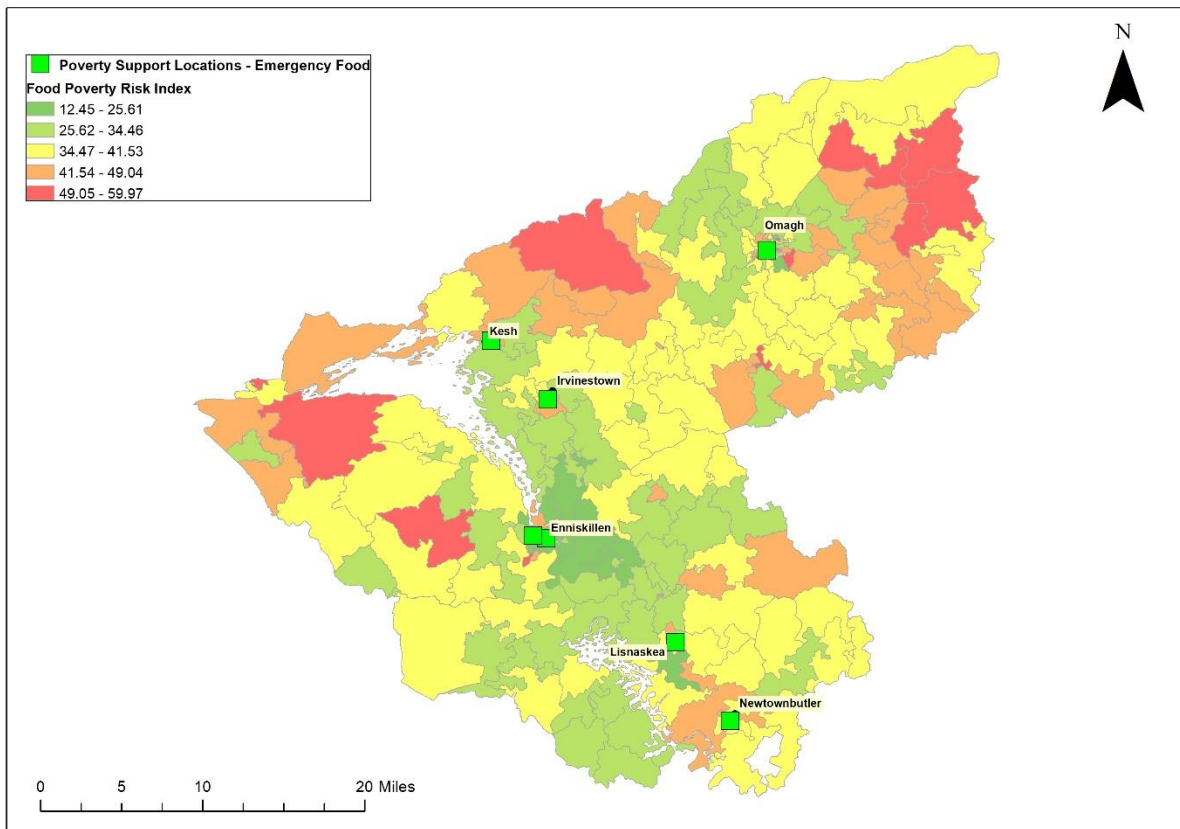 N
Poverty Support Locations - Emergency Food
Food Poverty Risk Index
12.45 - 25.61
25.62 - 34.46
34.47 - 41.53
41.54 - 49.04
49.05 - 59.97
Omagh
Kesh
Irvinestown
Enniskillen
Lisnaskea
Newtownbutler
0 5 10 20 Miles